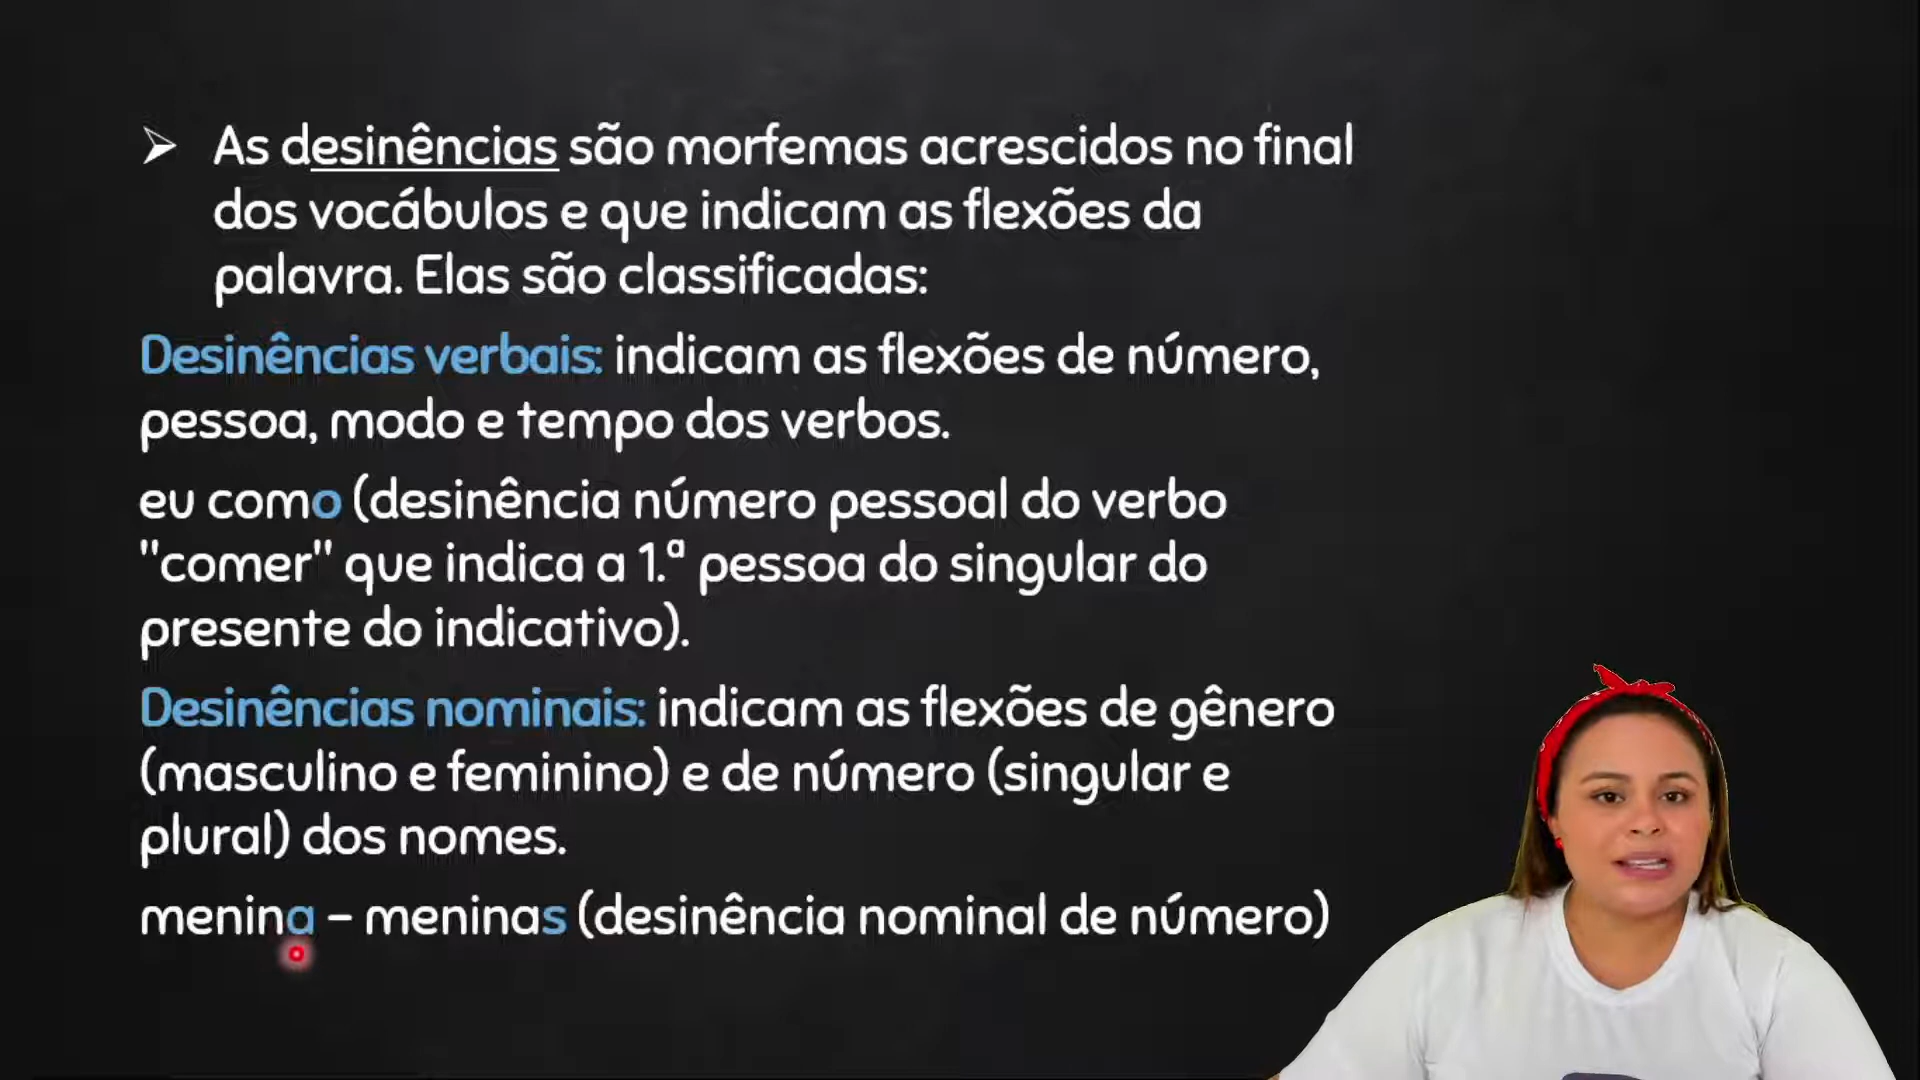 ➢ As desinências são morfemas acrescidos no final
dos vocábulos e que indicam as flexões da
palavra. Elas são classificadas:
Desinências verbais: indicam as flexões de número,
pessoa, modo e tempo dos verbos.
eu como (desinência número pessoal do verbo
"comer" que indica a 1.ª pessoa do singular do
presente do indicativo).
Desinências nominais: indicam as flexões de gênero
(masculino e feminino) e de número (singular e
plural) dos nomes.
menina – meninas (desinência nominal de número)